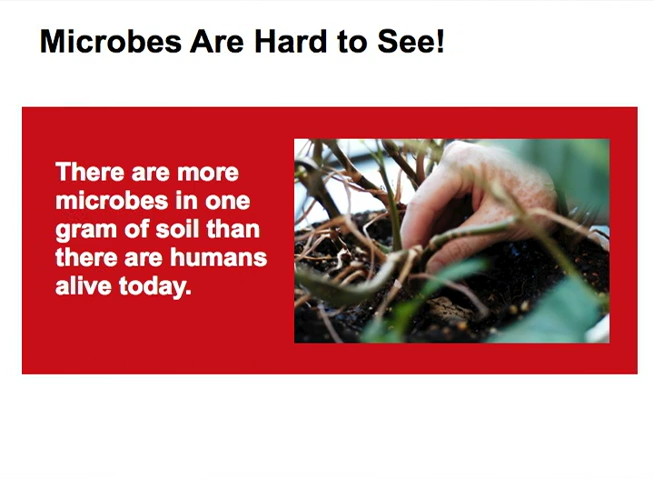 Microbes Are Hard to See!
There are more
microbes in one
gram of soil than
there are humans
alive today.